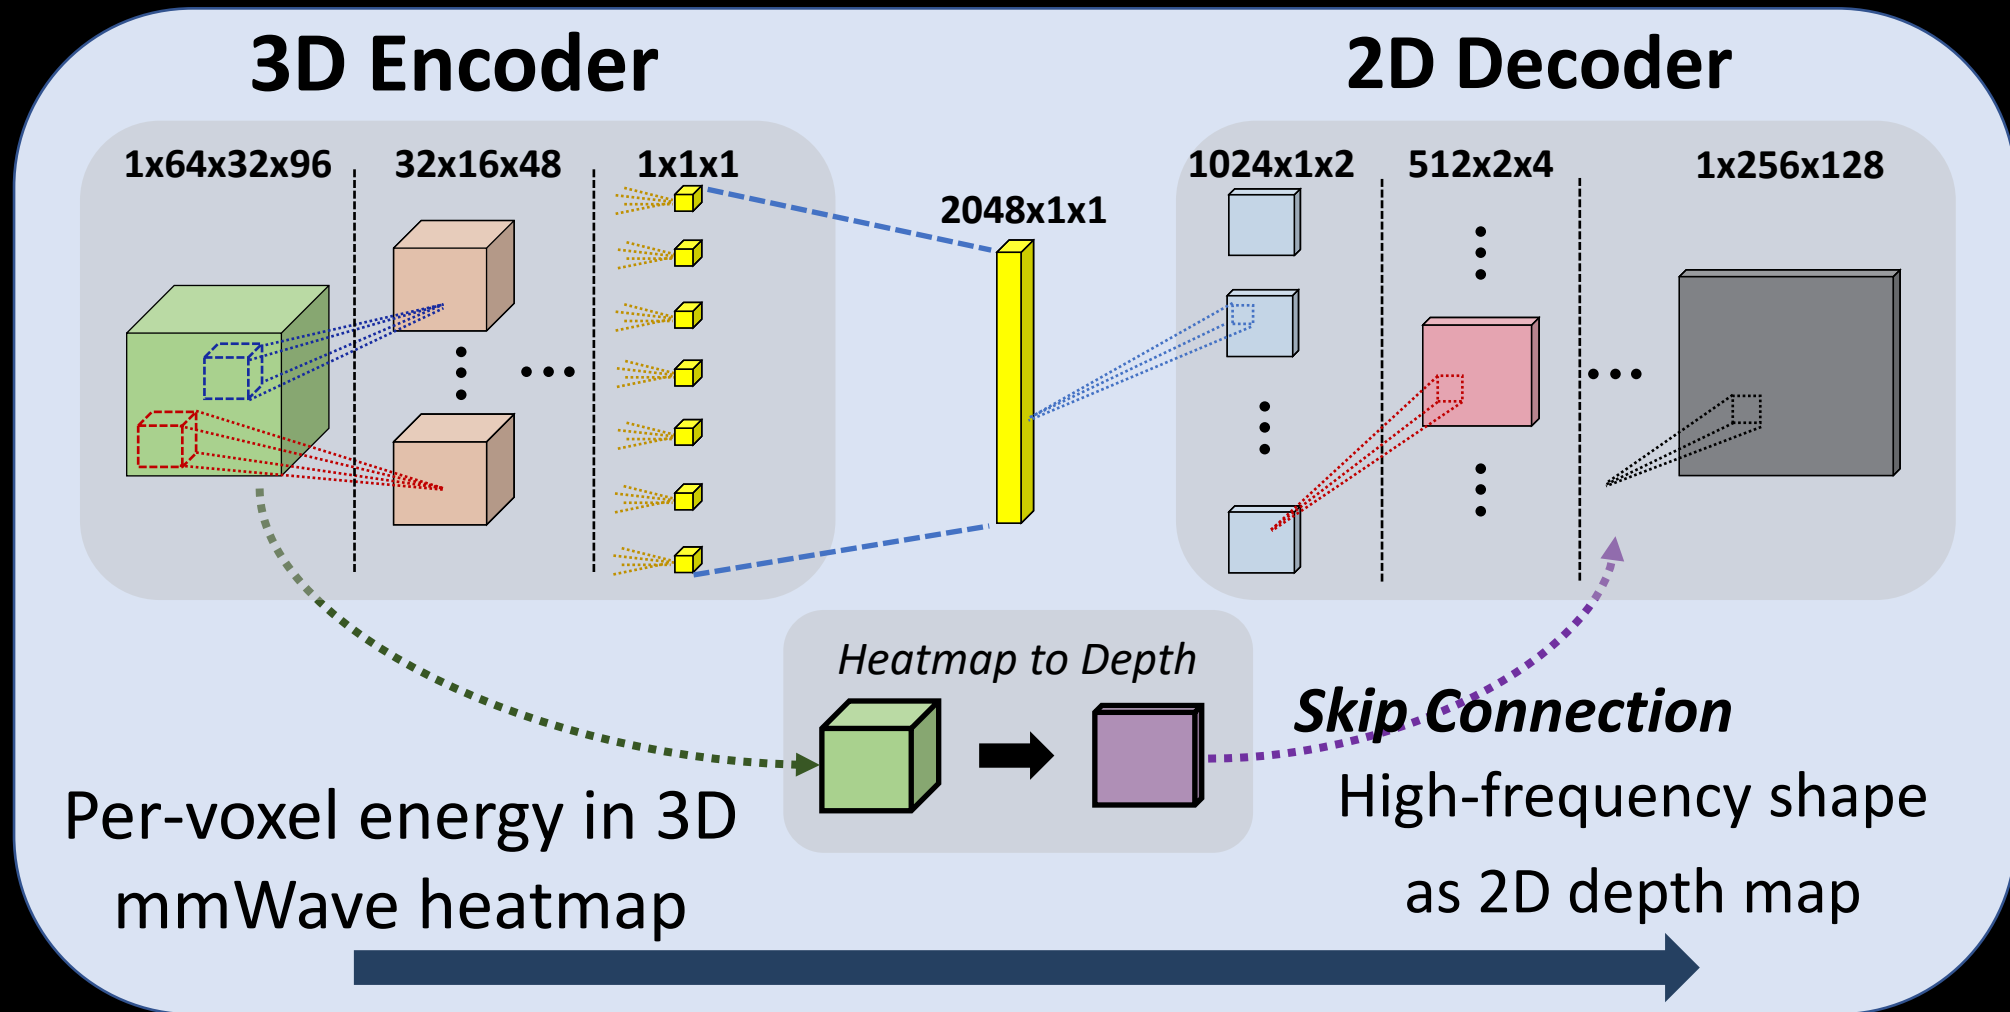 3D Encoder
2D Decoder
1x64x32x96
32x16x48
1x1x1
2048x1x1
1024x1x2
512x2x4
1x256x128
Heatmap to Depth
Skip Connection
Per-voxel energy in 3D
mmWave heatmap
High-frequency shape
as 2D depth map